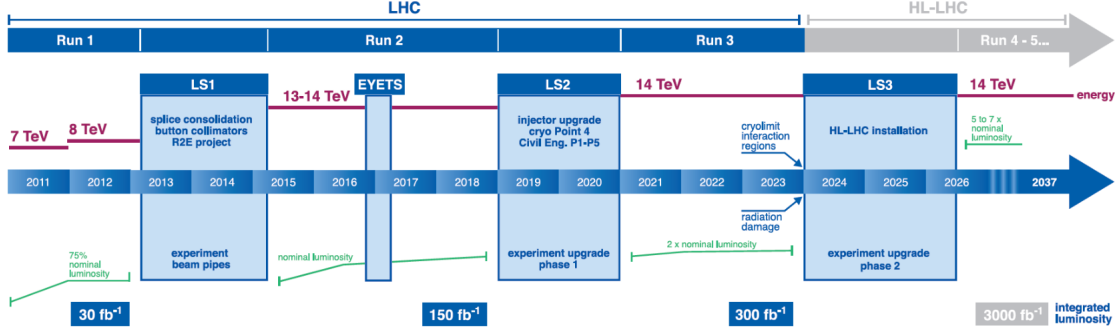 LHC
HL-LHC
Run 1
Run 2
Run 3
Run 4 - 5...
LS1
EYETS
LS2
LS3
13-14 TeV
14 TeV
14 TeV
energy
7 TeV
8 TeV
splice consolidation
button collimators
R2E project
injector upgrade
cryo Point 4
Civil Eng. P1-P5
cryolimit
interaction
regions
HL-LHC installation
5 to 7 x
nominal
luminosity
2011
2012
2013
2014
2015
2016
2017
2018
2019
2020
2021
2022
2023
2024
2025
2026
2037
radiation
damage
75%
nominal
luminosity
experiment
beam pipes
nominal luminosity
experiment upgrade
phase 1
2 x nominal luminosity
experiment upgrade
phase 2
30 fb⁻¹
150 fb⁻¹
300 fb⁻¹
3000 fb⁻¹
integrated
luminosity